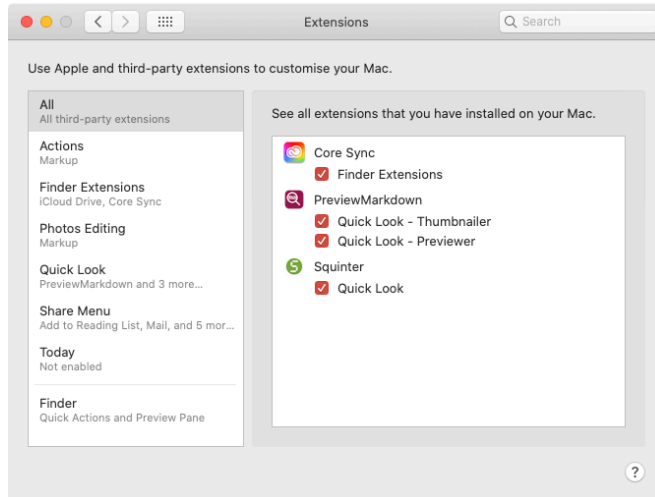 Extensions
Search
Use Apple and third-party extensions to customise your Mac.
All
All third-party extensions
Actions
Markup
Finder Extensions
iCloud Drive, Core Sync
Photos Editing
Markup
Quick Look
PreviewMarkdown and 3 more...
Share Menu
Add to Reading List, Mail, and 5 mor...
Today
Not enabled
Finder
Quick Actions and Preview Pane
See all extensions that you have installed on your Mac.
Core Sync
Finder Extensions
PreviewMarkdown
Quick Look - Thumbnailer
Quick Look - Previewer
S
Squinter
Quick Look
?